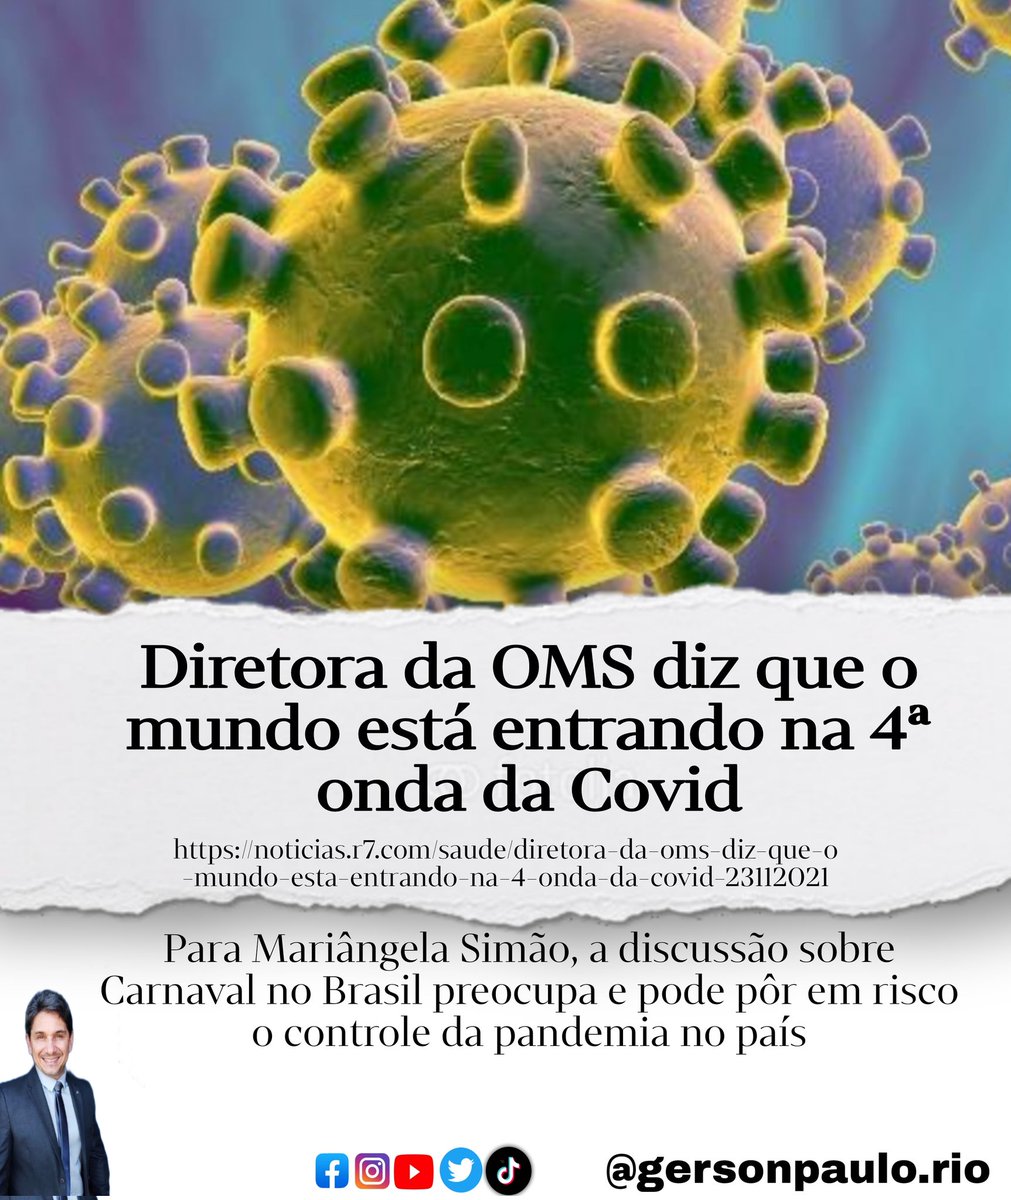 Diretora da OMS diz que o
mundo está entrando na 4ª
onda da Covid
https://noticias.r7.com/saude/diretora-da-oms-diz-que-o
-mundo-esta-entrando-na-4-onda-da-covid-23112021
Para Mariângela Simão, a discussão sobre
Carnaval no Brasil preocupa e pode pôr em risco
o controle da pandemia no país
@gersonpaulo.rio